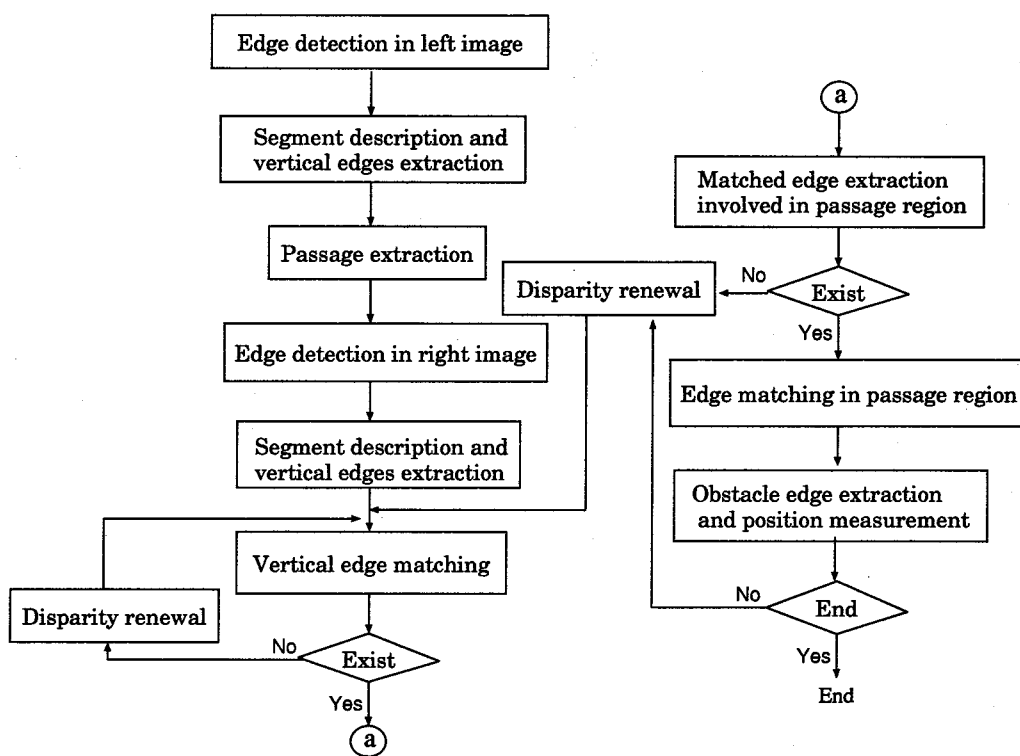 Edge detection in left image
Segment description and
vertical edges extraction
Passage extraction
Edge detection in right image
Segment description and
vertical edges extraction
Vertical edge matching
Disparity renewal
No
Exist
Yes
a
a
Matched edge extraction
involved in passage region
No
Disparity renewal
Exist
Yes
Edge matching in passage region
Obstacle edge extraction
and position measurement
No
End
Yes
End